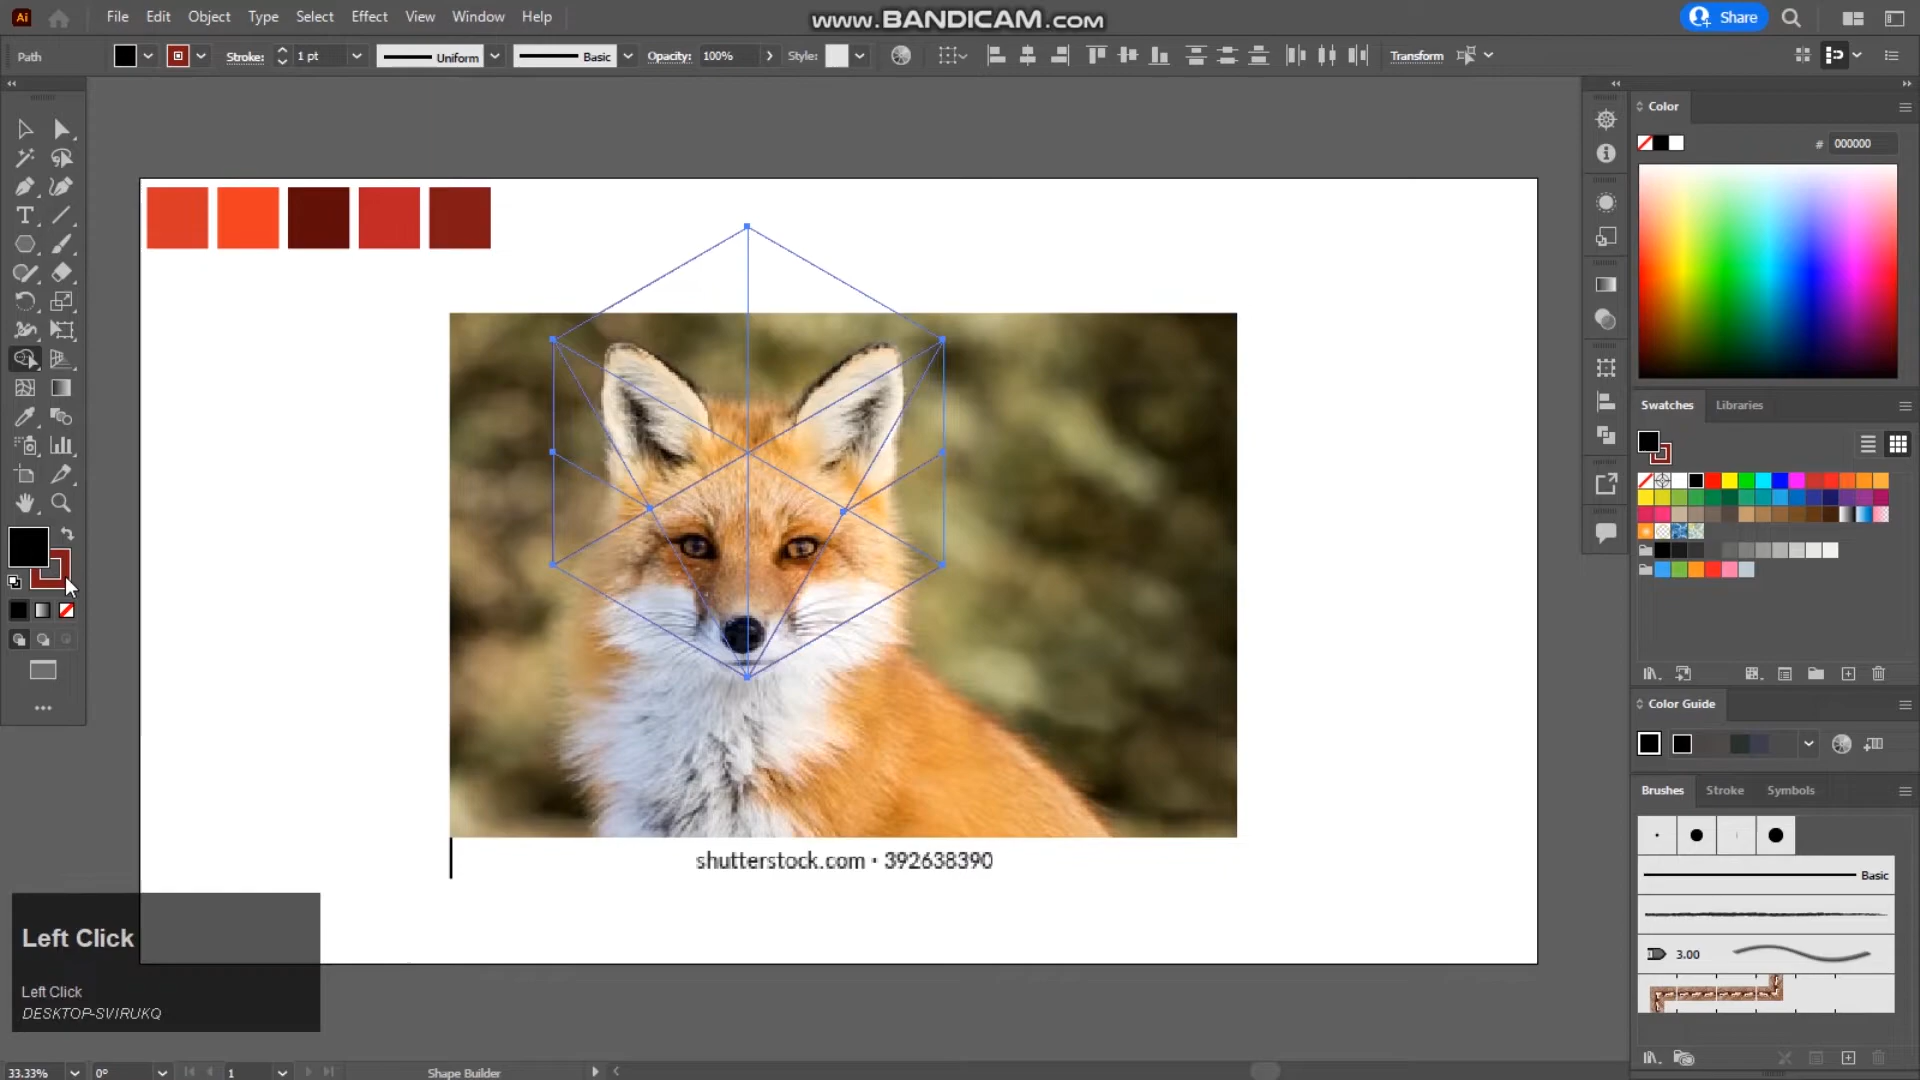 Ai File Edit Object Type Select Effect View Window Help
www.BANDICAM.com
Share
Path Stroke: 1 pt Uniform Basic Opacity: 100% Style: Transform
Color
# 000000
Swatches Libraries
Color Guide
Brushes Stroke Symbols
Basic
3.00
shutterstock.com · 392638390
Left Click
Left Click
DESKTOP-SVIRUKQ
33.33% 0° 1 Shape Builder